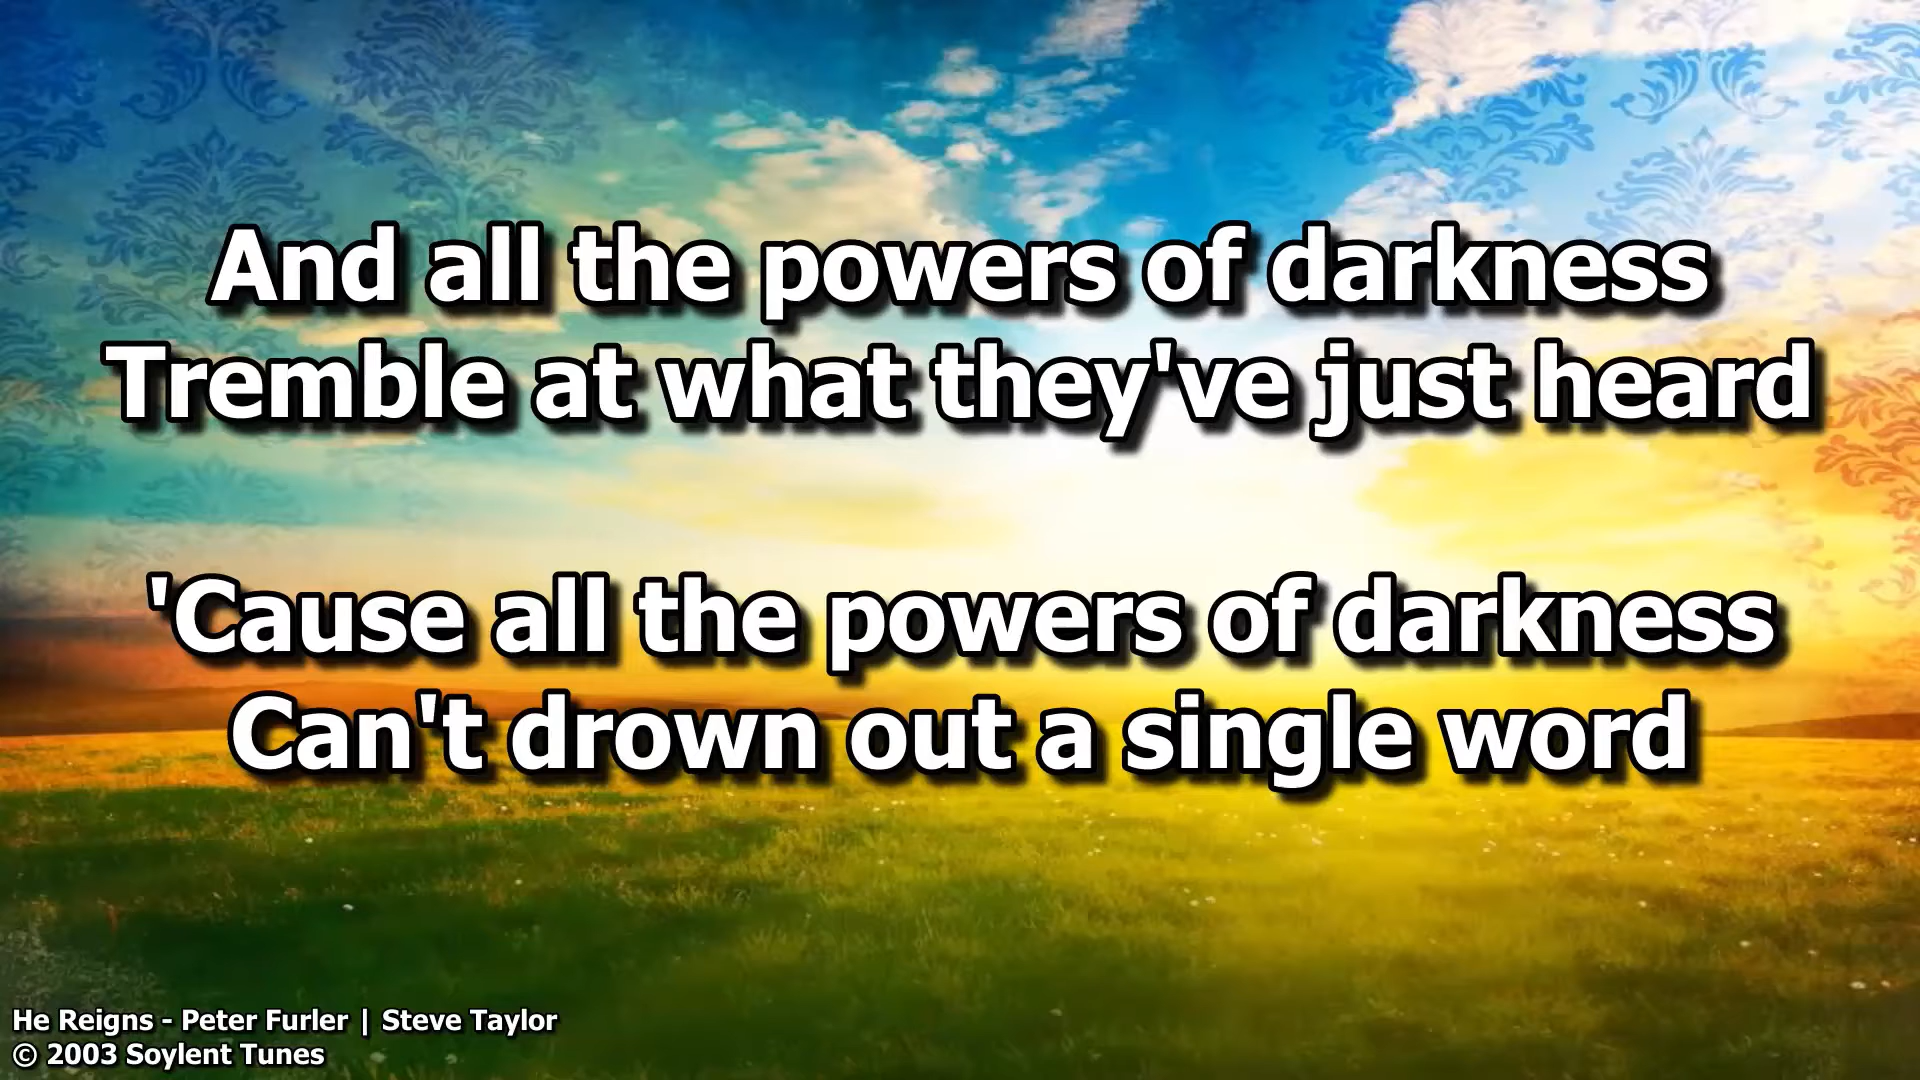 And all the powers of darkness
Tremble at what they've just heard
'Cause all the powers of darkness
Can't drown out a single word
He Reigns - Peter Furler | Steve Taylor
© 2003 Soylent Tunes